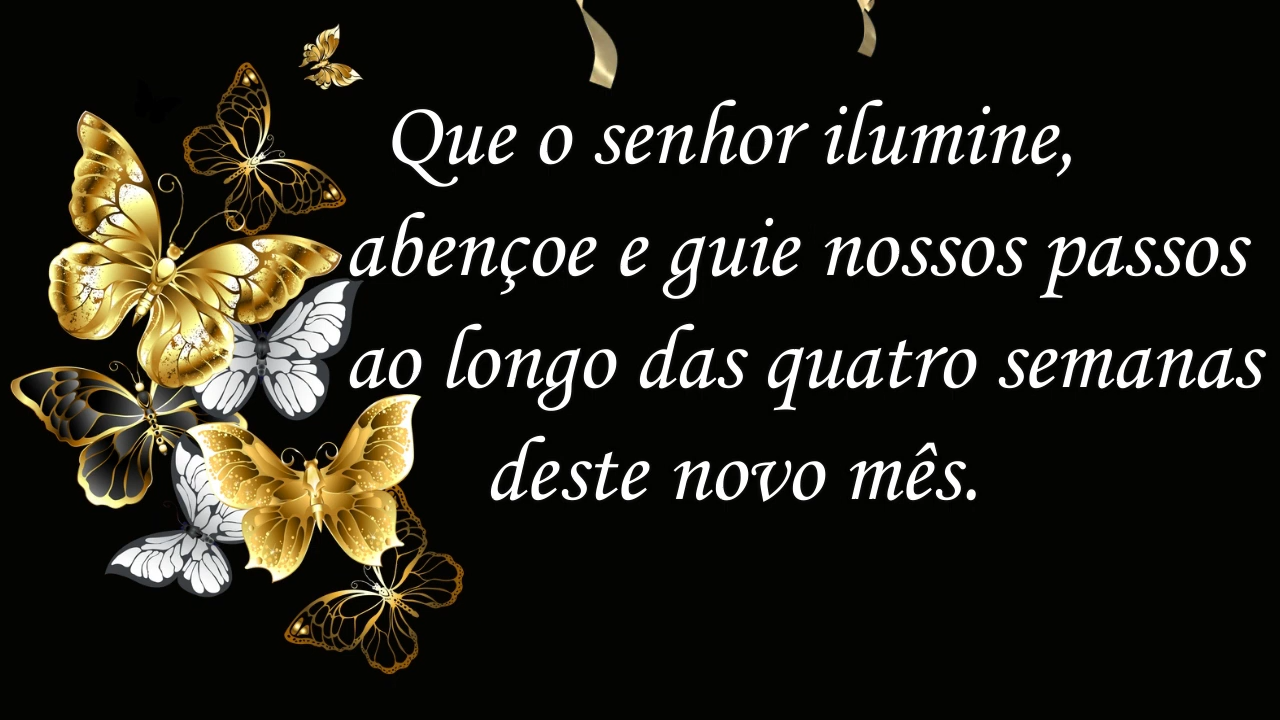 Que o senhor ilumine,
abençoe e guie nossos passos
ao longo das quatro semanas
deste novo mês.